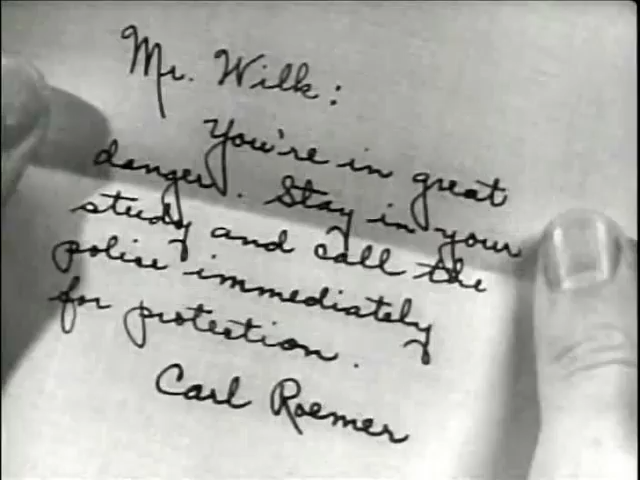 Mr. Wilk:
You're in great
danger. Stay in your
study and call the
police immediately
for protection.
Carl Roemer